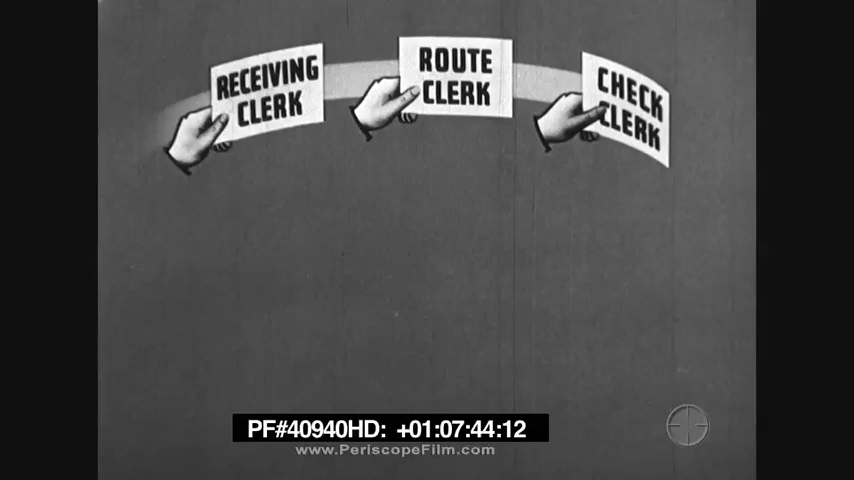 RECEIVING
CLERK
ROUTE
CLERK
CHECK
CLERK
PF#40940HD: +01:07:44:12
www.PeriscopeFilm.com